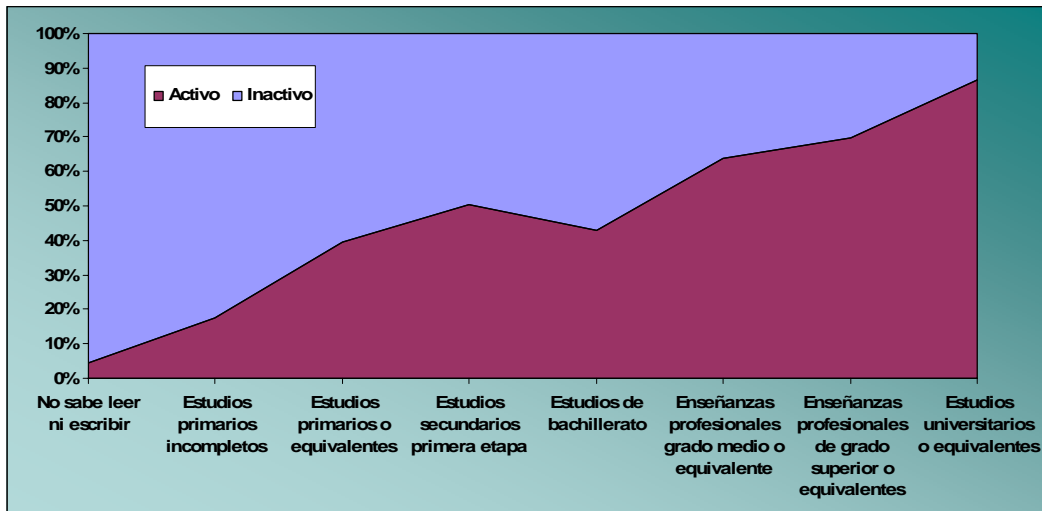 100%
90%
80%
70%
60%
50%
40%
30%
20%
10%
0%
Activo Inactivo
No sabe leer
ni escribir
Estudios
primarios
incompletos
Estudios
primarios o
equivalentes
Estudios
secundarios
primera etapa
Estudios de
bachillerato
Enseñanzas
profesionales
grado medio o
equivalente
Enseñanzas
profesionales
de grado
superior o
equivalentes
Estudios
universitarios
o equivalentes